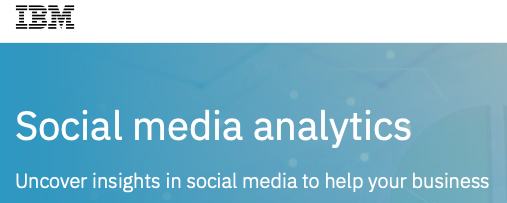 IBM
Social media analytics
Uncover insights in social media to help your business